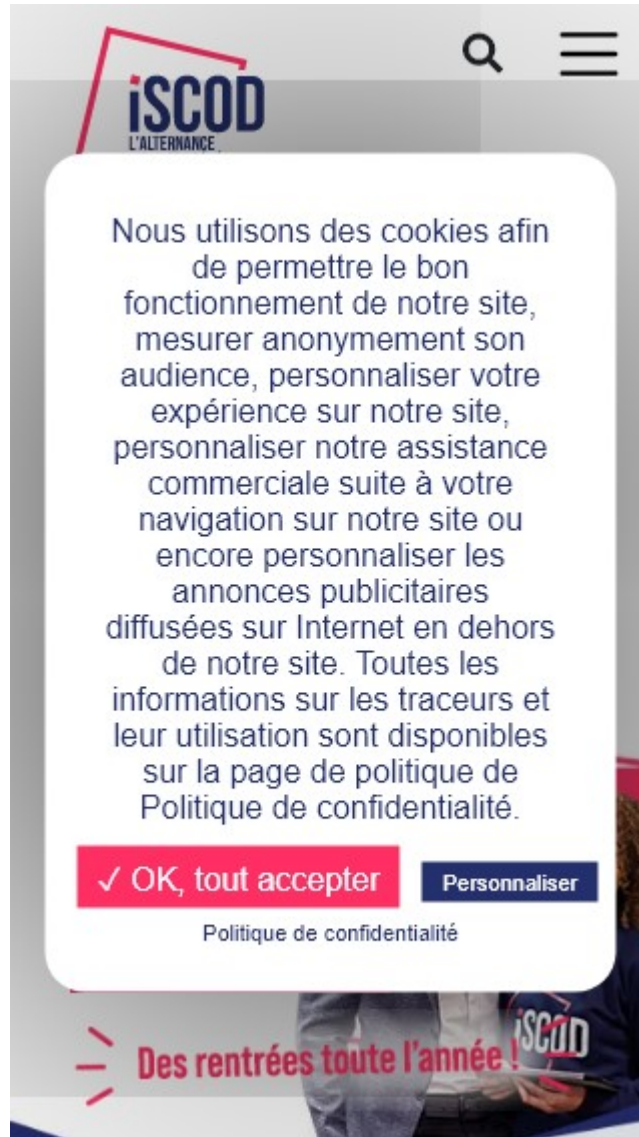 iSCOD
L'ALTERNANCE
Nous utilisons des cookies afin
de permettre le bon
fonctionnement de notre site,
mesurer anonymement son
audience, personnaliser votre
expérience sur notre site,
personnaliser notre assistance
commerciale suite à votre
navigation sur notre site ou
encore personnaliser les
annonces publicitaires
diffusées sur Internet en dehors
de notre site. Toutes les
informations sur les traceurs et
leur utilisation sont disponibles
sur la page de politique de
Politique de confidentialité.
✓ OK, tout accepter
Personnaliser
Politique de confidentialité
iSCOD
Des rentrées toute l'année !